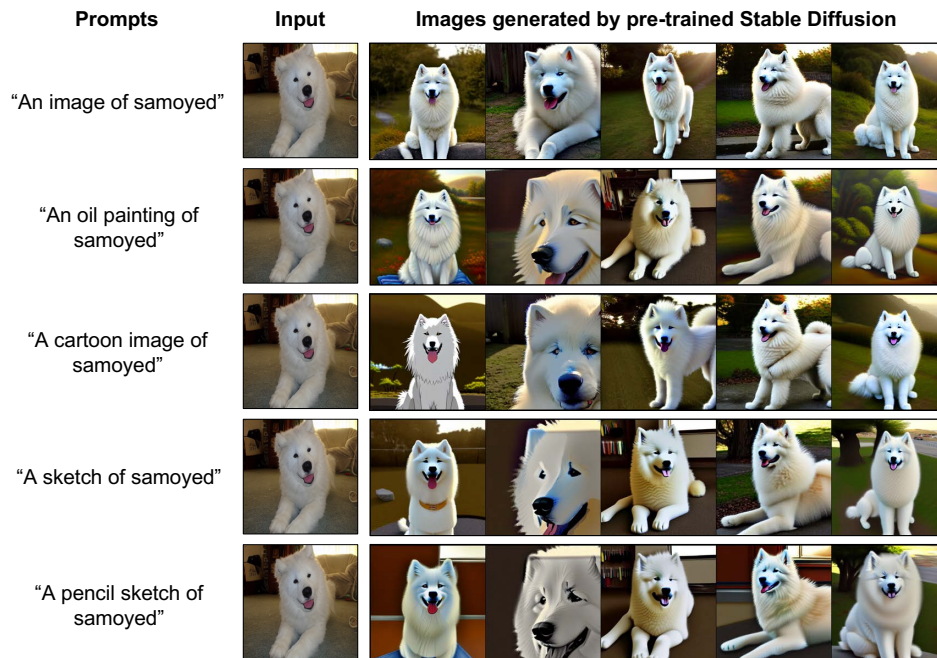 Prompts
Input
Images generated by pre-trained Stable Diffusion
“An image of samoyed”
“An oil painting of
samoyed”
“A cartoon image of
samoyed”
“A sketch of samoyed”
“A pencil sketch of
samoyed”